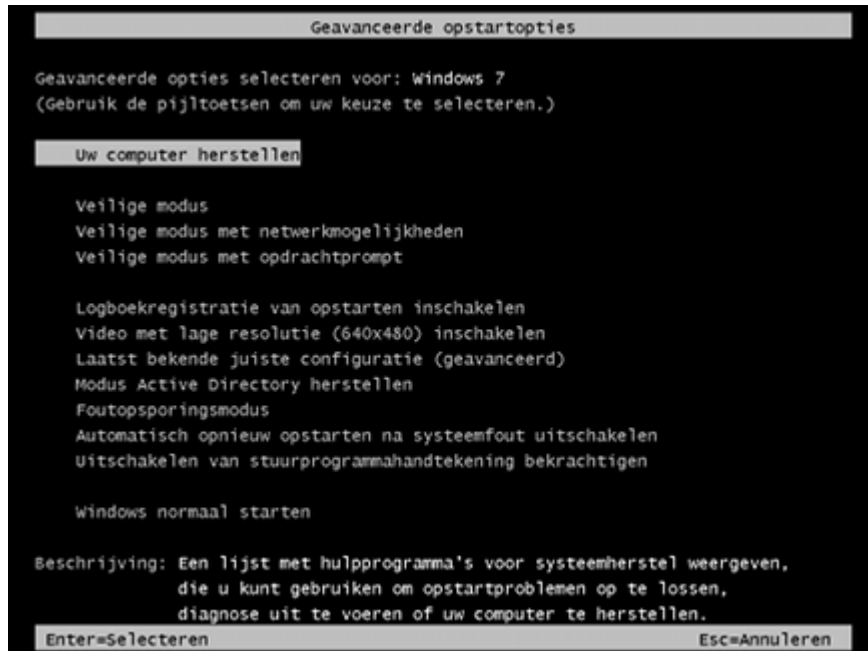 Geavanceerde opstartopties
Geavanceerde opties selecteren voor: Windows 7
(Gebruik de pijltoetsen om uw keuze te selecteren.)
Uw computer herstellen
Veilige modus
Veilige modus met netwerkmogelijkheden
Veilige modus met opdrachtprompt
Logboekregistratie van opstarten inschakelen
Video met lage resolutie (640x480) inschakelen
Laatst bekende juiste configuratie (geavanceerd)
Modus Active Directory herstellen
Foutopsporingsmodus
Automatisch opnieuw opstarten na systeemfout uitschakelen
Uitschakelen van stuurprogrammahandtekening bekrachtigen
Windows normaal starten
Beschrijving: Een lijst met hulpprogramma's voor systeemherstel weergeven,
die u kunt gebruiken om opstartproblemen op te lossen,
diagnose uit te voeren of uw computer te herstellen.
Enter=Selecteren Esc=Annuleren